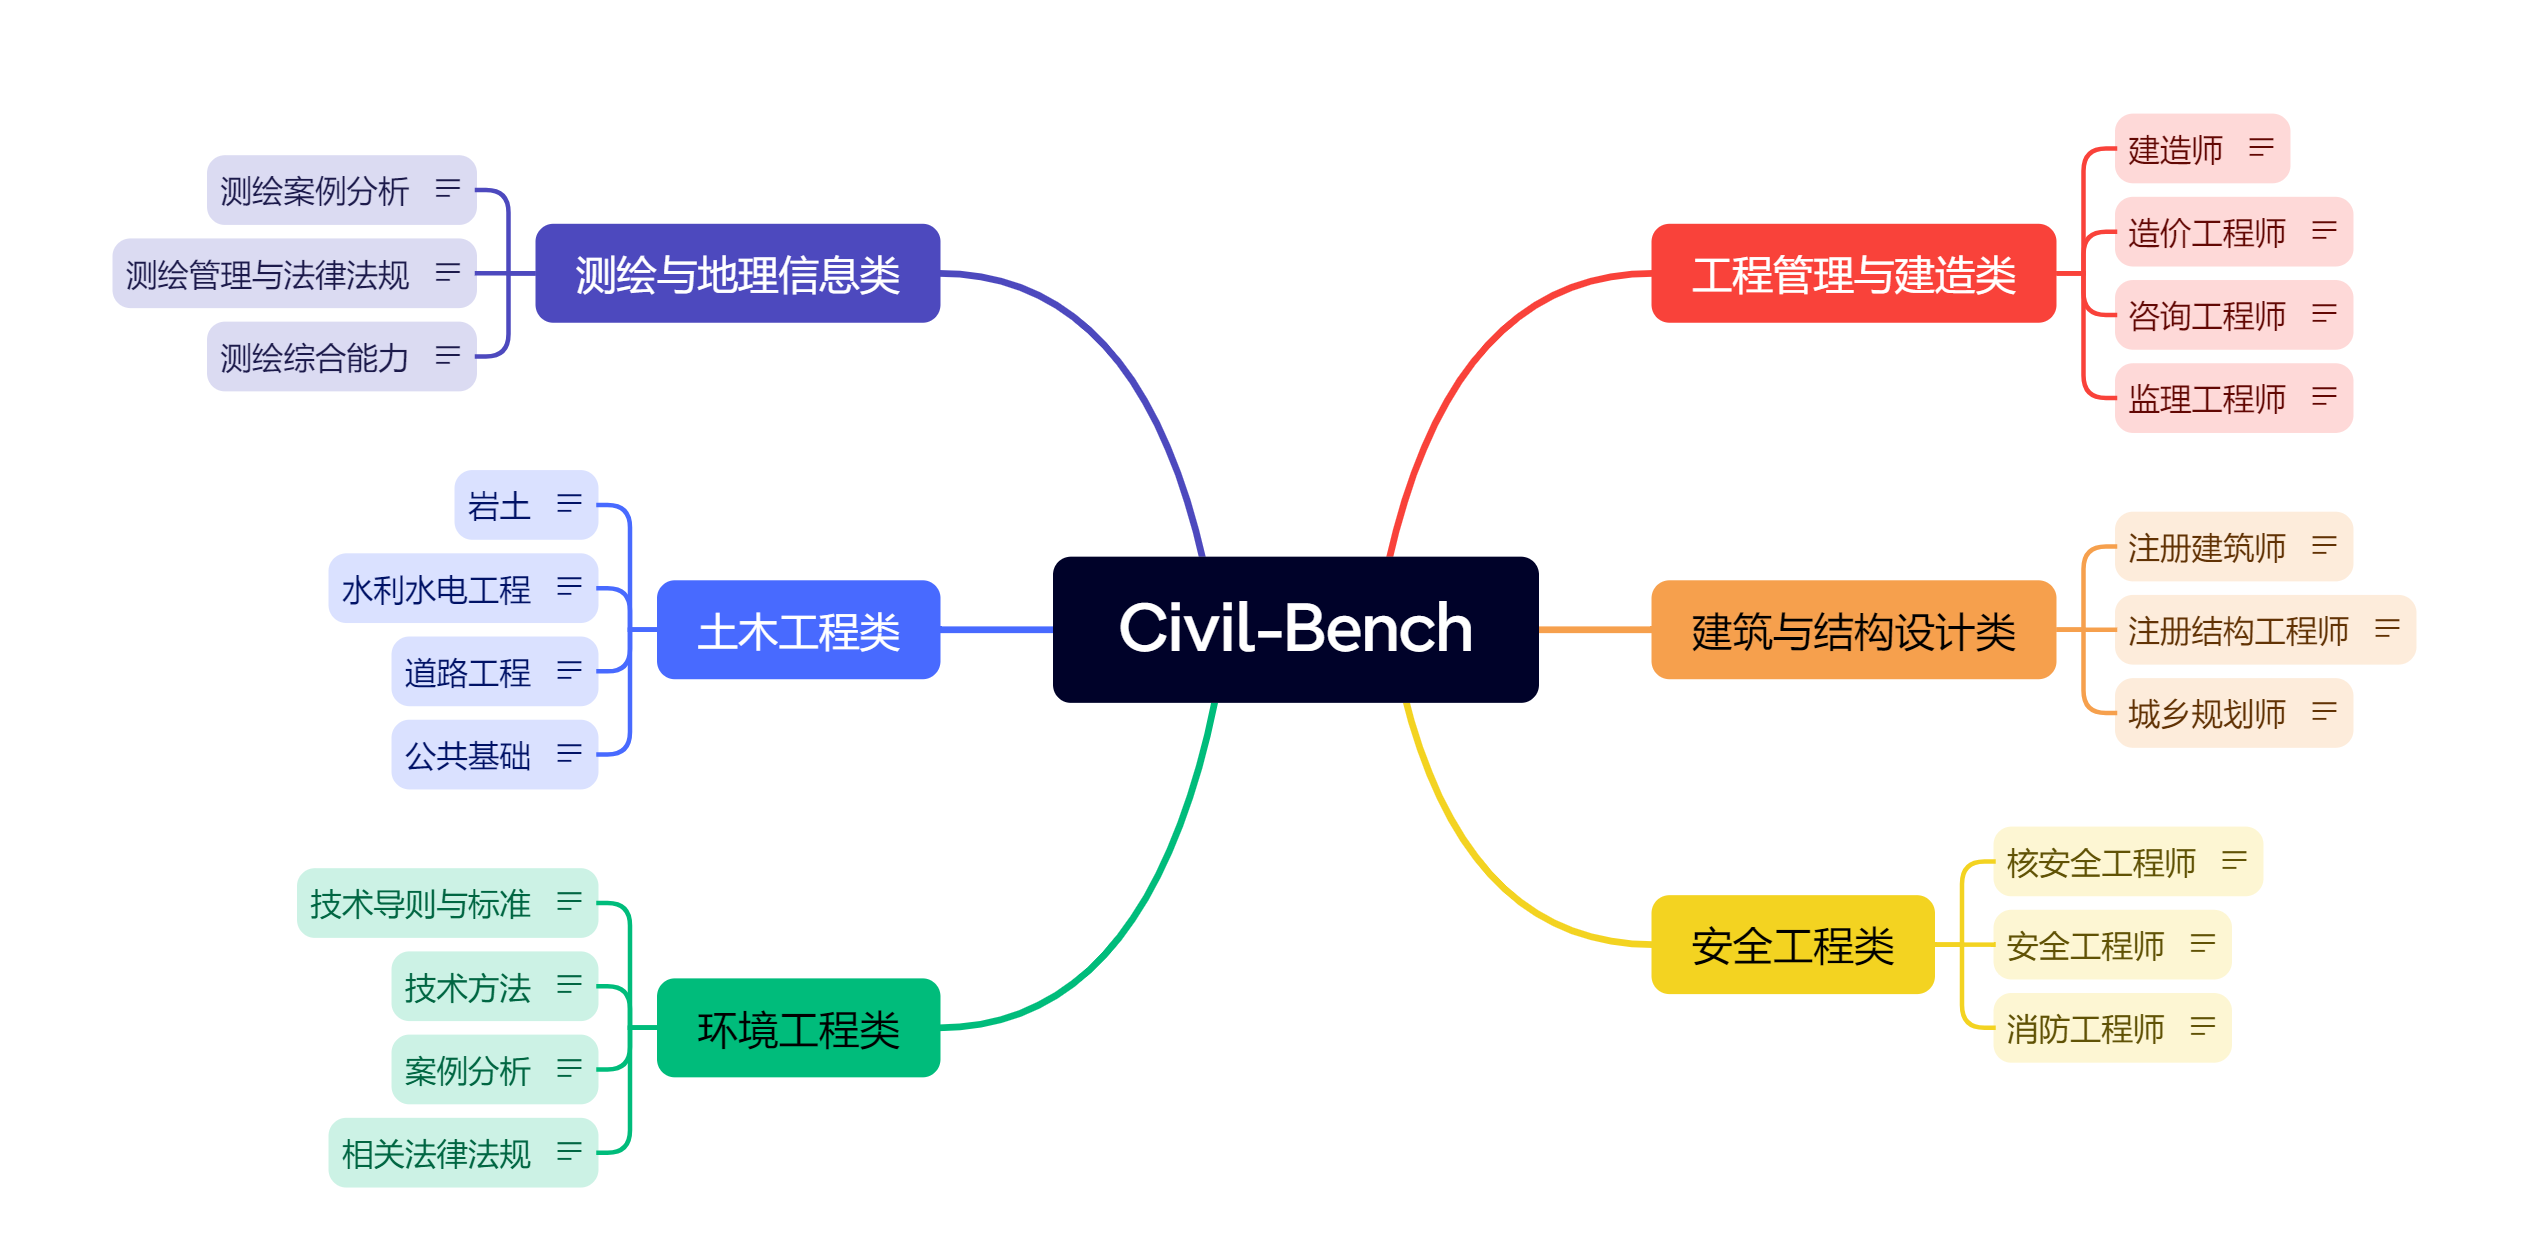 Civil-Bench
工程管理与建造类
建造师
造价工程师
咨询工程师
监理工程师
建筑与结构设计类
注册建筑师
注册结构工程师
城乡规划师
安全工程类
核安全工程师
安全工程师
消防工程师
测绘与地理信息类
测绘案例分析
测绘管理与法律法规
测绘综合能力
土木工程类
岩土
水利水电工程
道路工程
公共基础
环境工程类
技术导则与标准
技术方法
案例分析
相关法律法规